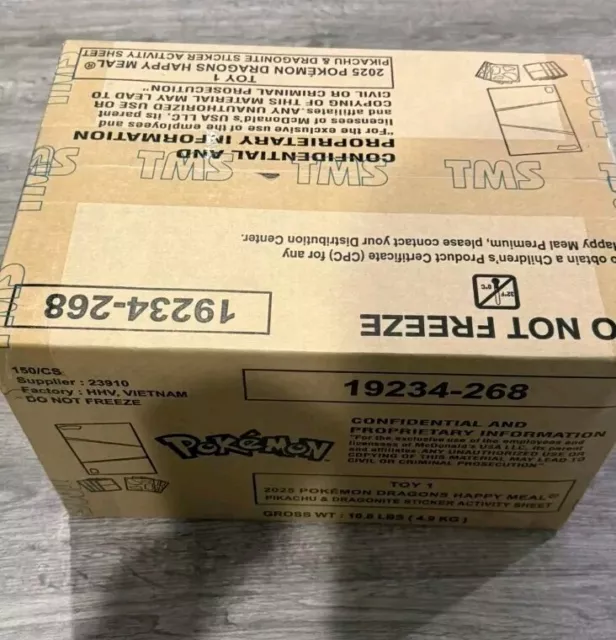 2025 POKÉMON DRAGONS HAPPY MEAL®
PIKACHU & DRAGONITE STICKER ACTIVITY SHEET
TOY 1
CONFIDENTIAL AND
PROPRIETARY INFORMATION
"For the exclusive use of the employees and
licensees of McDonald's USA LLC, its parent
and affiliates. ANY UNAUTHORIZED USE OR
COPYING OF THIS MATERIAL MAY LEAD TO
CIVIL OR CRIMINAL PROSECUTION"
TMS TMS TMS
o obtain a Children's Product Certificate (CPC) for any
Happy Meal Premium, please contact your Distribution Center.
O NOT FREEZE
32°F 0°C
19234-268
150/CS
Supplier : 23910
Factory : HHV, VIETNAM
DO NOT FREEZE
19234-268
POKéMON
CONFIDENTIAL AND
PROPRIETARY INFORMATION
"For the exclusive use of the employees and
licensees of McDonald's USA LLC, its parent
and affiliates. ANY UNAUTHORIZED USE OR
COPYING OF THIS MATERIAL MAY LEAD TO
CIVIL OR CRIMINAL PROSECUTION"
TOY 1
2025 POKÉMON DRAGONS HAPPY MEAL®
PIKACHU & DRAGONITE STICKER ACTIVITY SHEET
GROSS WT : 10.8 LBS ( 4.9 KG )